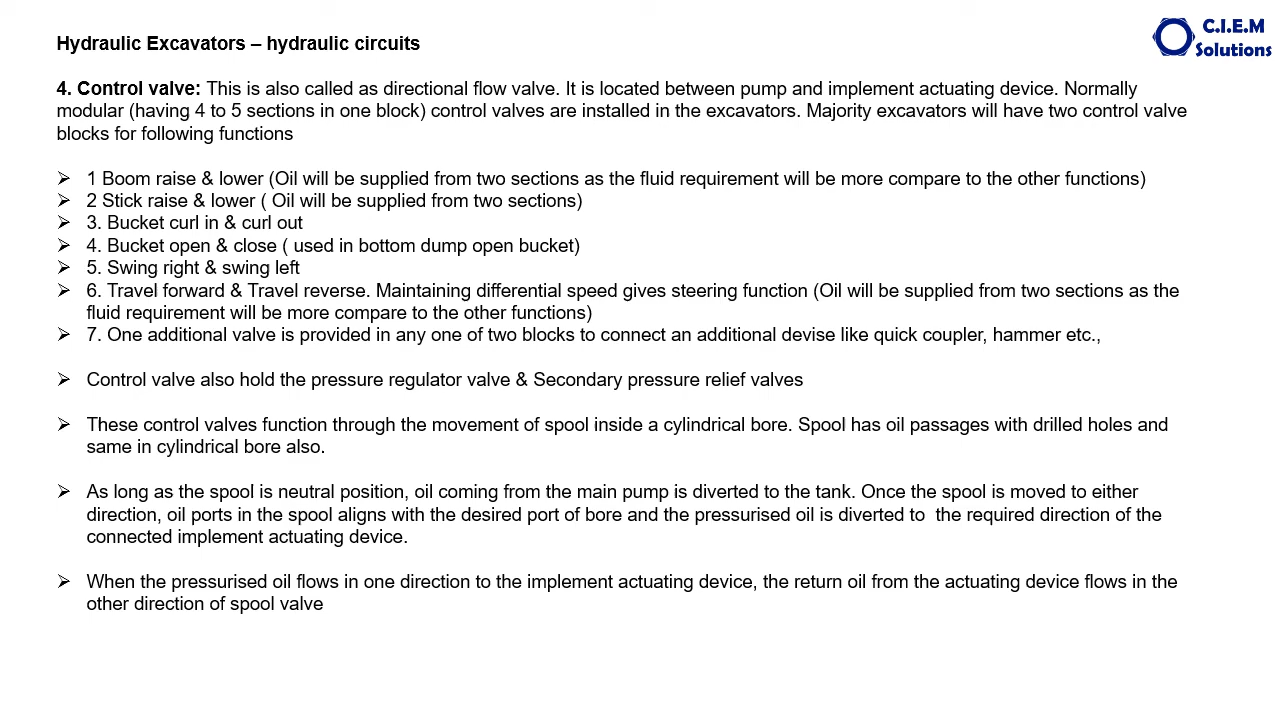 Hydraulic Excavators – hydraulic circuits
C.I.E.M
Solutions
4. Control valve: This is also called as directional flow valve. It is located between pump and implement actuating device. Normally
modular (having 4 to 5 sections in one block) control valves are installed in the excavators. Majority excavators will have two control valve
blocks for following functions
➢ 1 Boom raise & lower (Oil will be supplied from two sections as the fluid requirement will be more compare to the other functions)
➢ 2 Stick raise & lower ( Oil will be supplied from two sections)
➢ 3. Bucket curl in & curl out
➢ 4. Bucket open & close ( used in bottom dump open bucket)
➢ 5. Swing right & swing left
➢ 6. Travel forward & Travel reverse. Maintaining differential speed gives steering function (Oil will be supplied from two sections as the
fluid requirement will be more compare to the other functions)
➢ 7. One additional valve is provided in any one of two blocks to connect an additional devise like quick coupler, hammer etc.,
➢ Control valve also hold the pressure regulator valve & Secondary pressure relief valves
➢ These control valves function through the movement of spool inside a cylindrical bore. Spool has oil passages with drilled holes and
same in cylindrical bore also.
➢ As long as the spool is neutral position, oil coming from the main pump is diverted to the tank. Once the spool is moved to either
direction, oil ports in the spool aligns with the desired port of bore and the pressurised oil is diverted to  the required direction of the
connected implement actuating device.
➢ When the pressurised oil flows in one direction to the implement actuating device, the return oil from the actuating device flows in the
other direction of spool valve